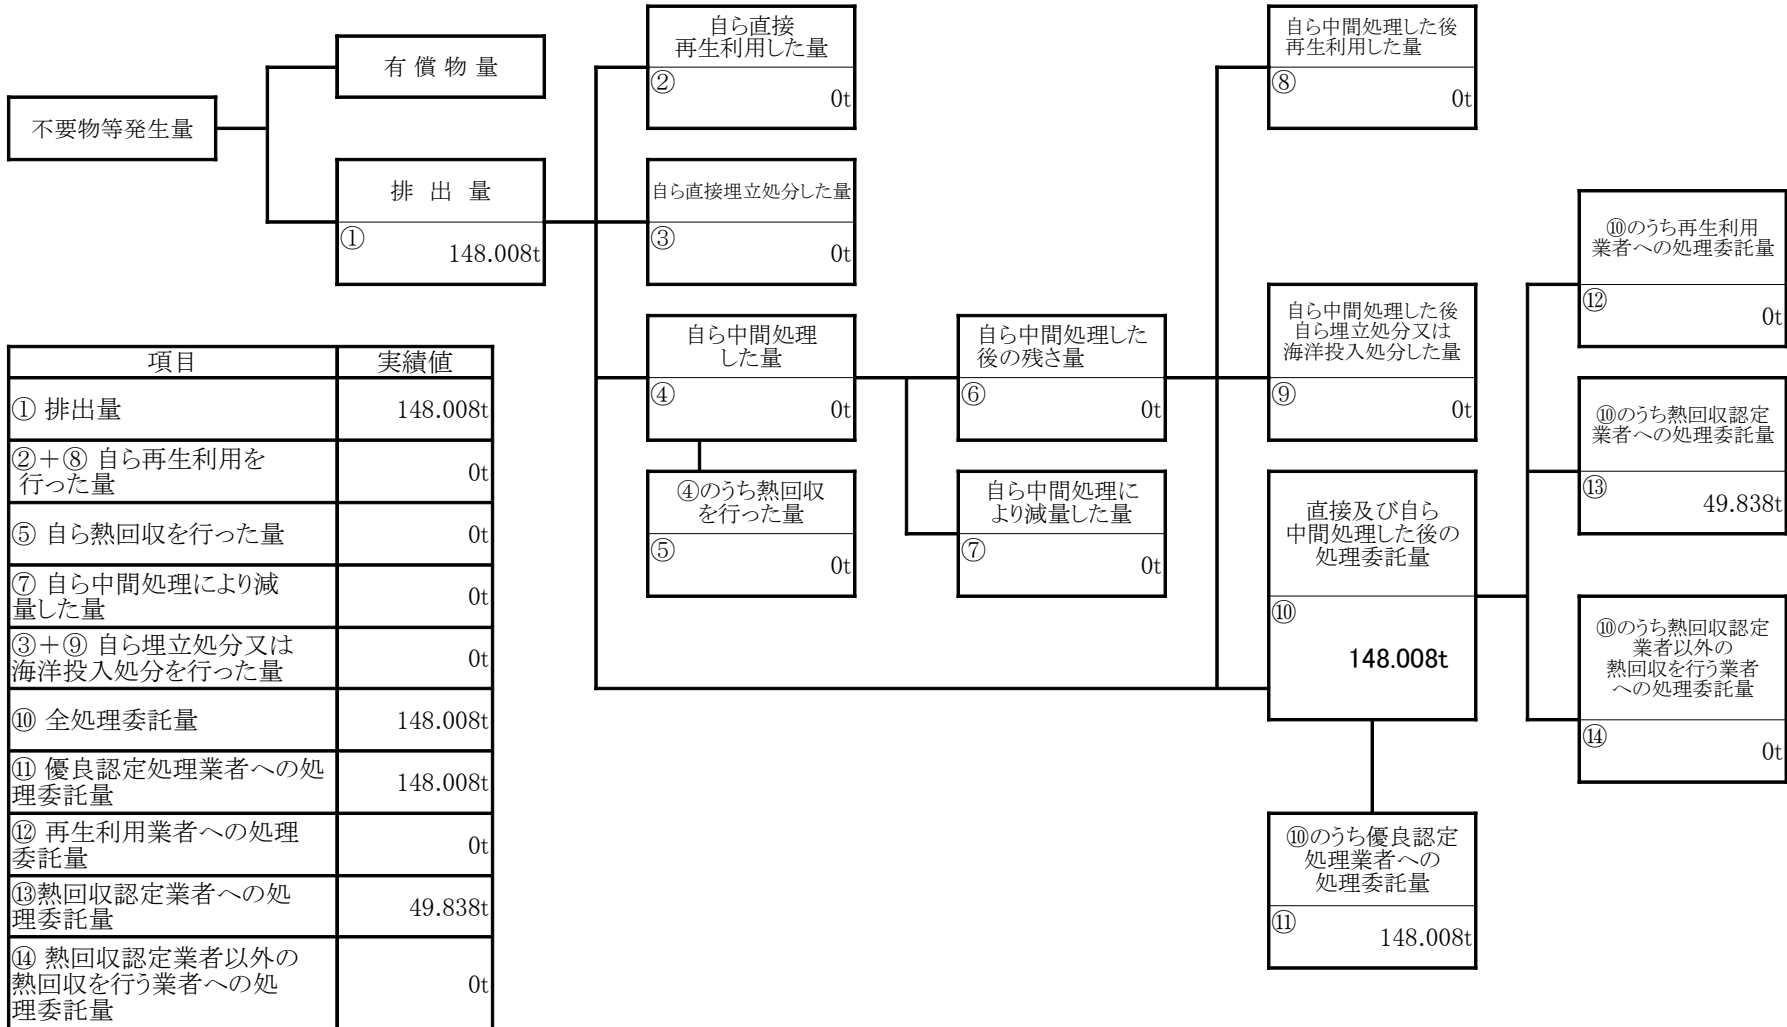 不要物等発生量
有 償 物 量
排 出 量
①
148.008t
自ら直接
再生利用した量
②
0t
自ら直接埋立処分した量
③
0t
自ら中間処理
した量
④
0t
④のうち熱回収
を行った量
⑤
0t
自ら中間処理した
後の残さ量
⑥
0t
自ら中間処理に
より減量した量
⑦
0t
自ら中間処理した後
再生利用した量
⑧
0t
自ら中間処理した後
自ら埋立処分又は
海洋投入処分した量
⑨
0t
直接及び自ら
中間処理した後の
処理委託量
⑩
148.008t
⑩のうち優良認定
処理業者への
処理委託量
⑪
148.008t
⑩のうち再生利用
業者への処理委託量
⑫
0t
⑩のうち熱回収認定
業者への処理委託量
⑬
49.838t
⑩のうち熱回収認定
業者以外の
熱回収を行う業者
への処理委託量
⑭
0t
項目 実績値
① 排出量 148.008t
②+⑧ 自ら再生利用を
行った量 0t
⑤ 自ら熱回収を行った量 0t
⑦ 自ら中間処理により減
量した量 0t
③+⑨ 自ら埋立処分又は
海洋投入処分を行った量 0t
⑩ 全処理委託量 148.008t
⑪ 優良認定処理業者への処
理委託量 148.008t
⑫ 再生利用業者への処理
委託量 0t
⑬熱回収認定業者への処
理委託量 49.838t
⑭ 熱回収認定業者以外の
熱回収を行う業者への処
理委託量 0t